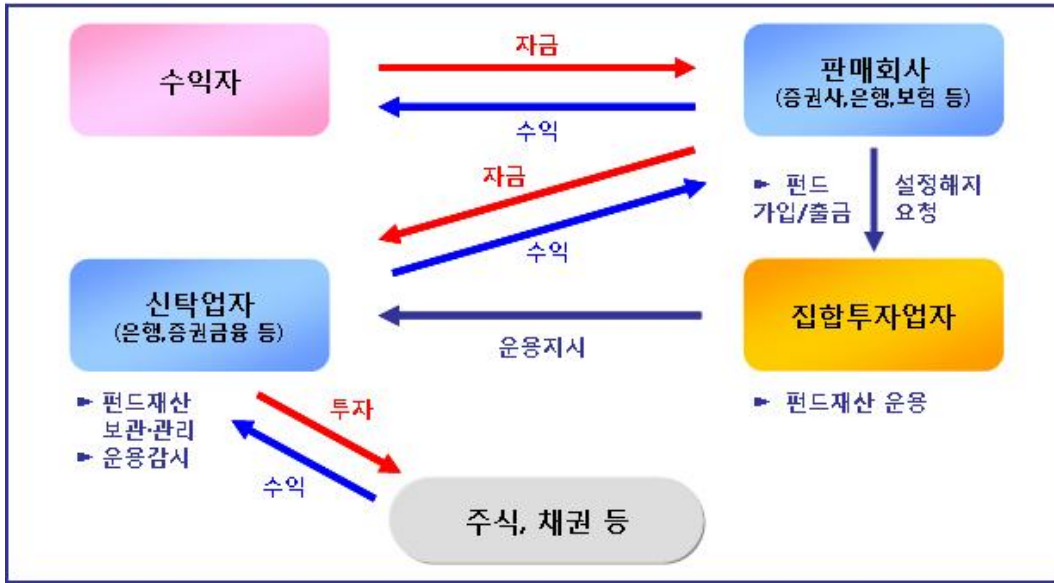 자금
수익자
판매회사
(증권사,은행,보험 등)
수익
자금
► 펀드
가입/출금
설정해지
요청
수익
신탁업자
(은행,증권금융 등)
집합투자업자
운용지시
► 펀드재산
보관·관리
► 운용감시
투자
► 펀드재산 운용
수익
주식, 채권 등